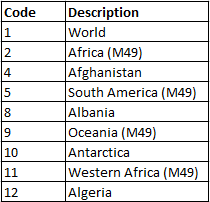 Code Description
1 World
2 Africa (M49)
4 Afghanistan
5 South America (M49)
8 Albania
9 Oceania (M49)
10 Antarctica
11 Western Africa (M49)
12 Algeria